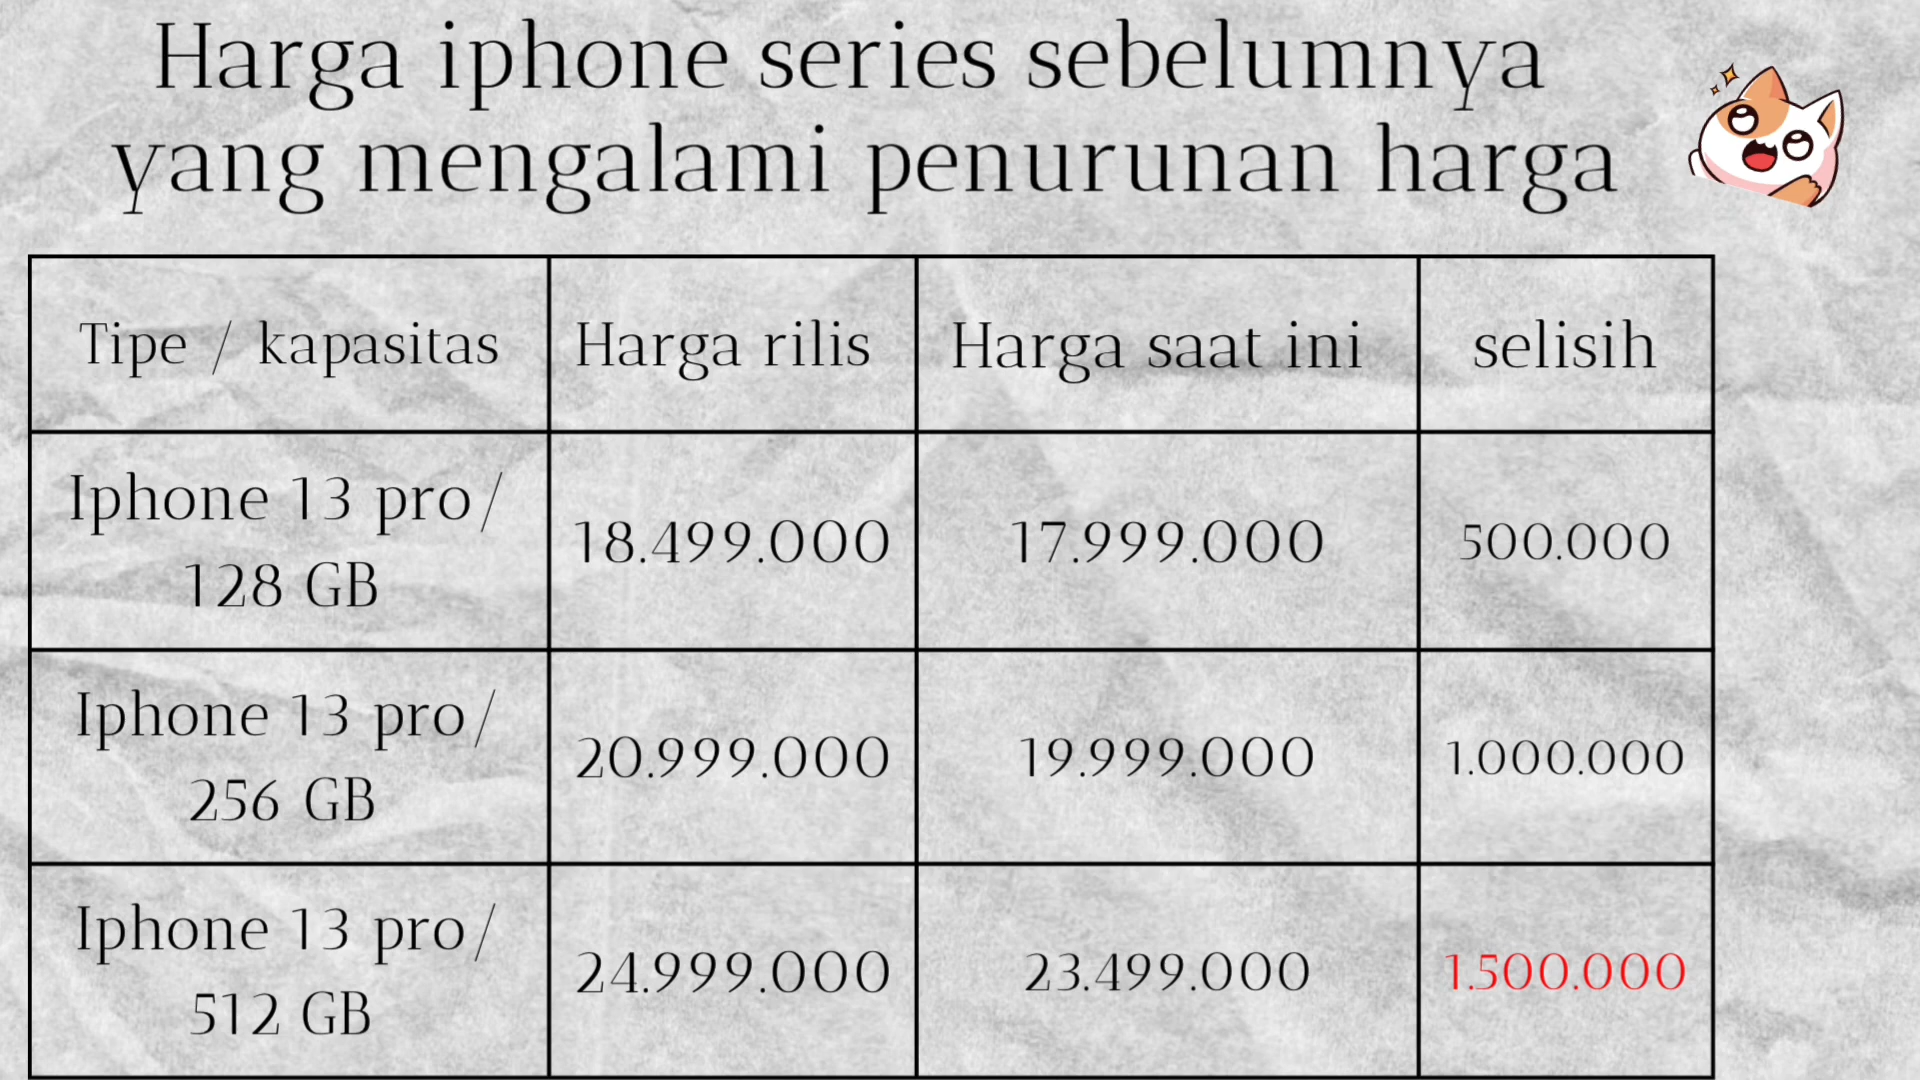 Harga iphone series sebelumnya
yang mengalami penurunan harga
Tipe / kapasitas
Harga rilis
Harga saat ini
selisih
Iphone 13 pro/
128 GB
18.499.000
17.999.000
500.000
Iphone 13 pro/
256 GB
20.999.000
19.999.000
1.000.000
Iphone 13 pro/
512 GB
24.999.000
23.499.000
1.500.000